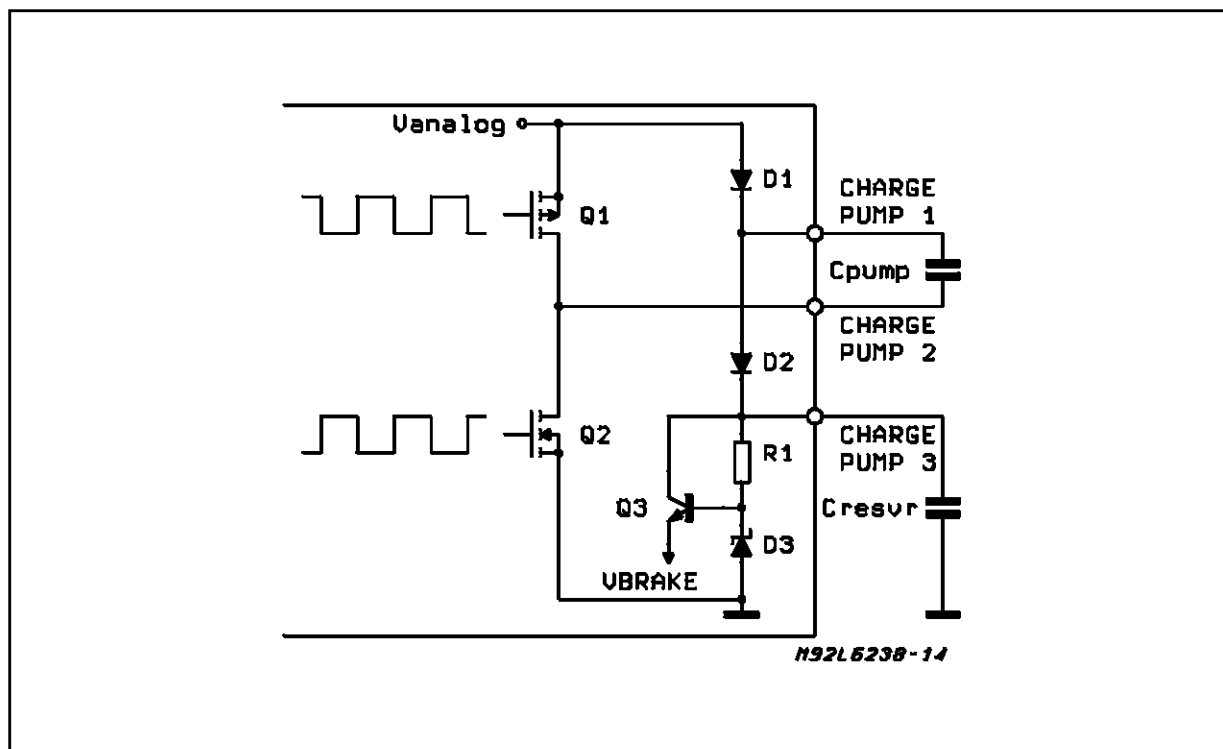 Vanalog
D1
CHARGE
PUMP 1
Q1
Cpump
CHARGE
PUMP 2
D2
Q2
CHARGE
PUMP 3
R1
Q3
Cresvr
D3
VBRAKE
M92L6238-14